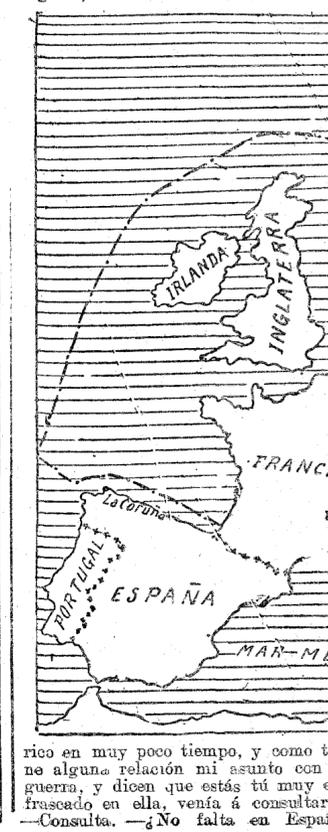 IRLANDA
INGLATERRA
FRANC
La Coruña
PORTUGAL
ESPAÑA
MAR-ME
rico en muy poco tiempo, y como t
ne alguna relación mi asunto con
guerra, y dicen que estás tú muy e
frascado en ella, venía á consultar
—Consulta. —¿No falta en Espa